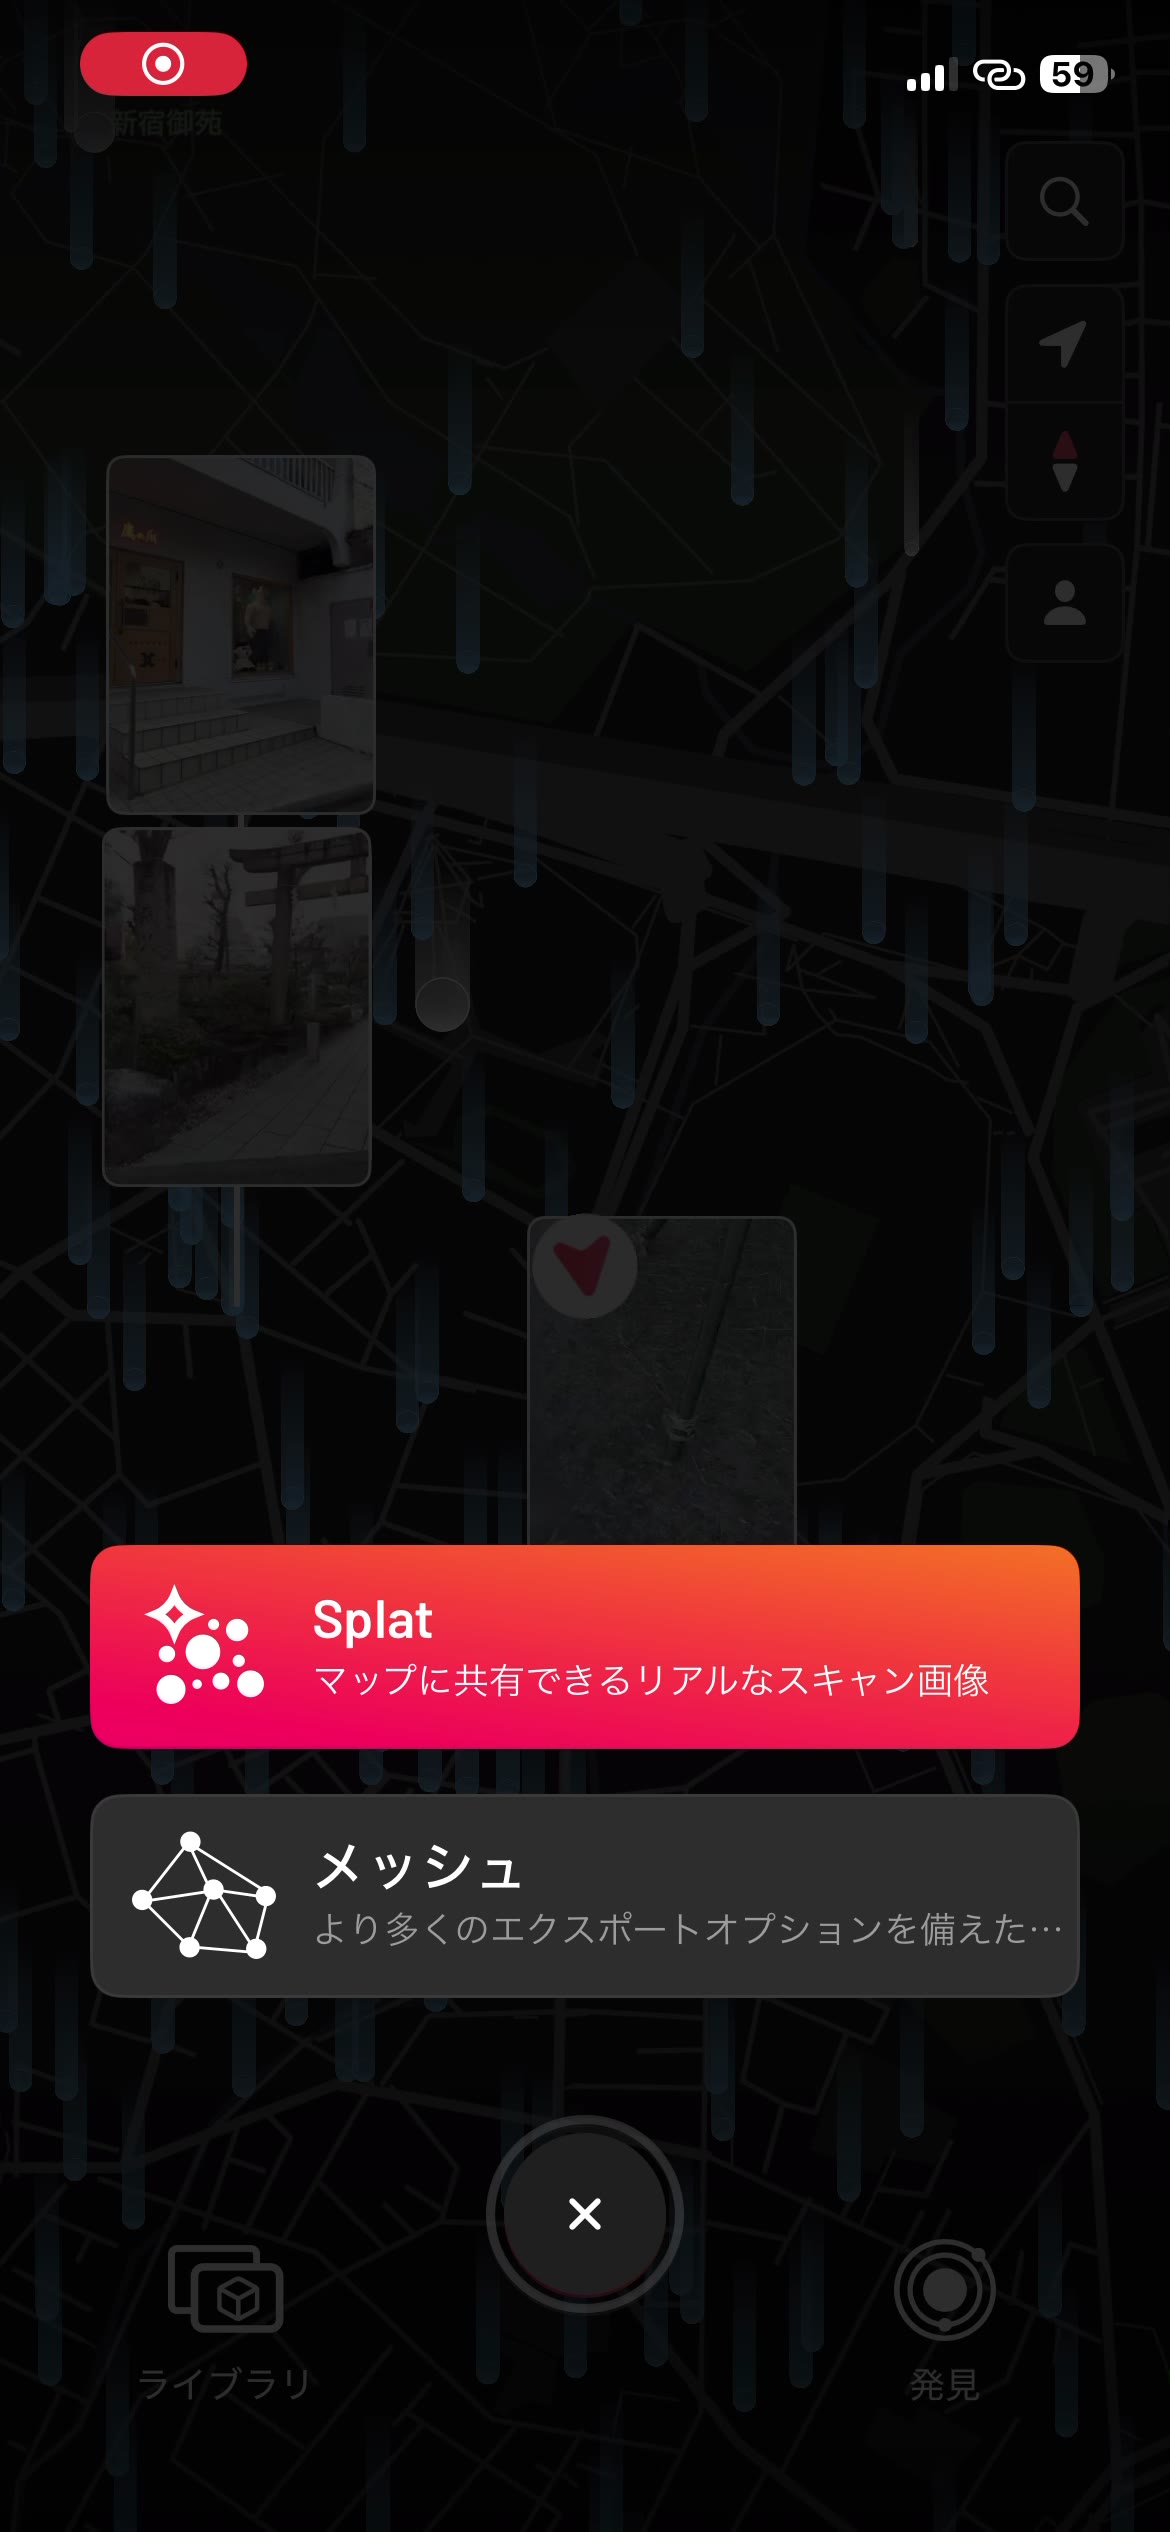 59
新宿御苑
Splat
マップに共有できるリアルなスキャン画像
メッシュ
より多くのエクスポートオプションを備えた…
ライブラリ
発見